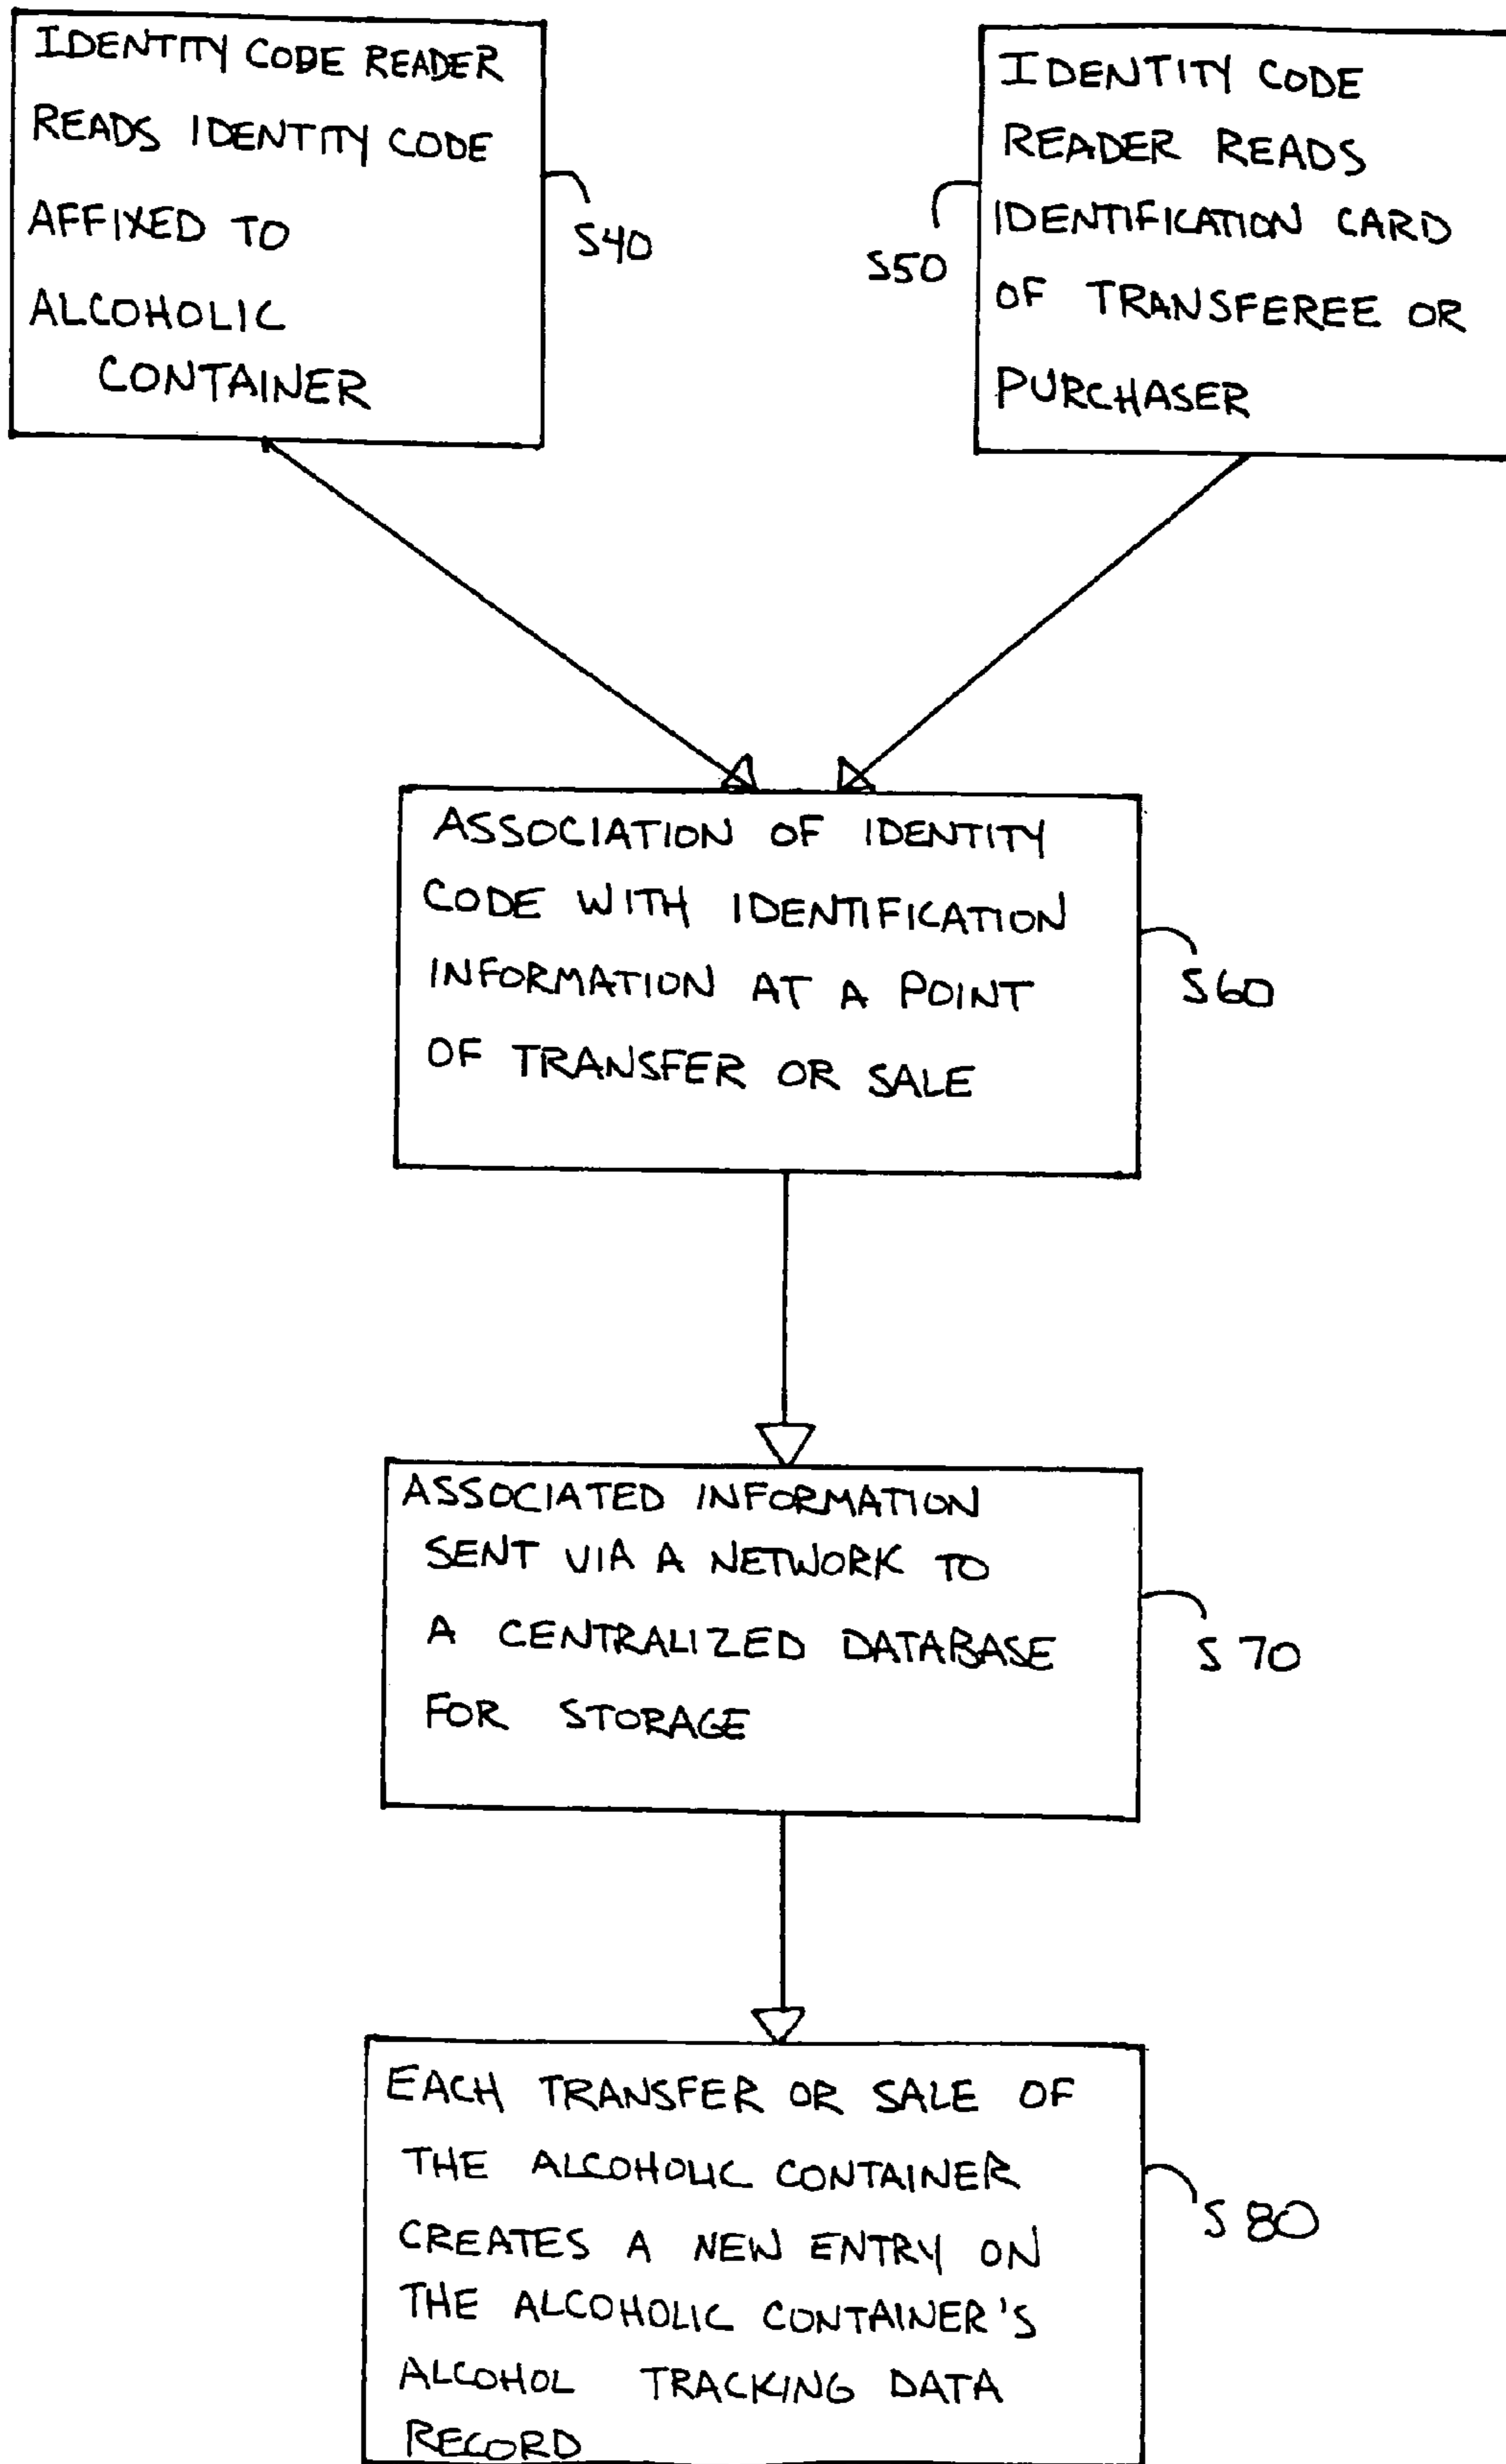 IDENTITY CODE READER
READS IDENTITY CODE
AFFIXED TO
ALCOHOLIC
CONTAINER
S40
IDENTITY CODE
READER READS
IDENTIFICATION CARD
OF TRANSFEREE OR
PURCHASER
S50
ASSOCIATION OF IDENTITY
CODE WITH IDENTIFICATION
INFORMATION AT A POINT
OF TRANSFER OR SALE
S60
ASSOCIATED INFORMATION
SENT VIA A NETWORK TO
A CENTRALIZED DATABASE
FOR STORAGE
S70
EACH TRANSFER OR SALE OF
THE ALCOHOLIC CONTAINER
CREATES A NEW ENTRY ON
THE ALCOHOLIC CONTAINER'S
ALCOHOL TRACKING DATA
RECORD
S80